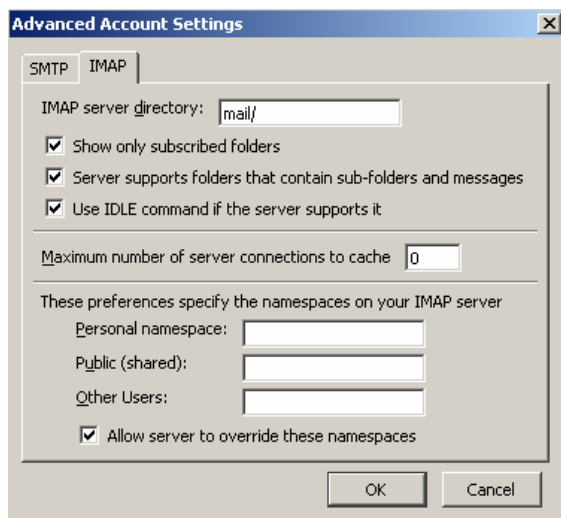 Advanced Account Settings
SMTP IMAP
IMAP server directory: mail/
Show only subscribed folders
Server supports folders that contain sub-folders and messages
Use IDLE command if the server supports it
Maximum number of server connections to cache 0
These preferences specify the namespaces on your IMAP server
Personal namespace:
Public (shared):
Other Users:
Allow server to override these namespaces
OK Cancel